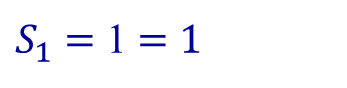 S₁ = 1 = 1